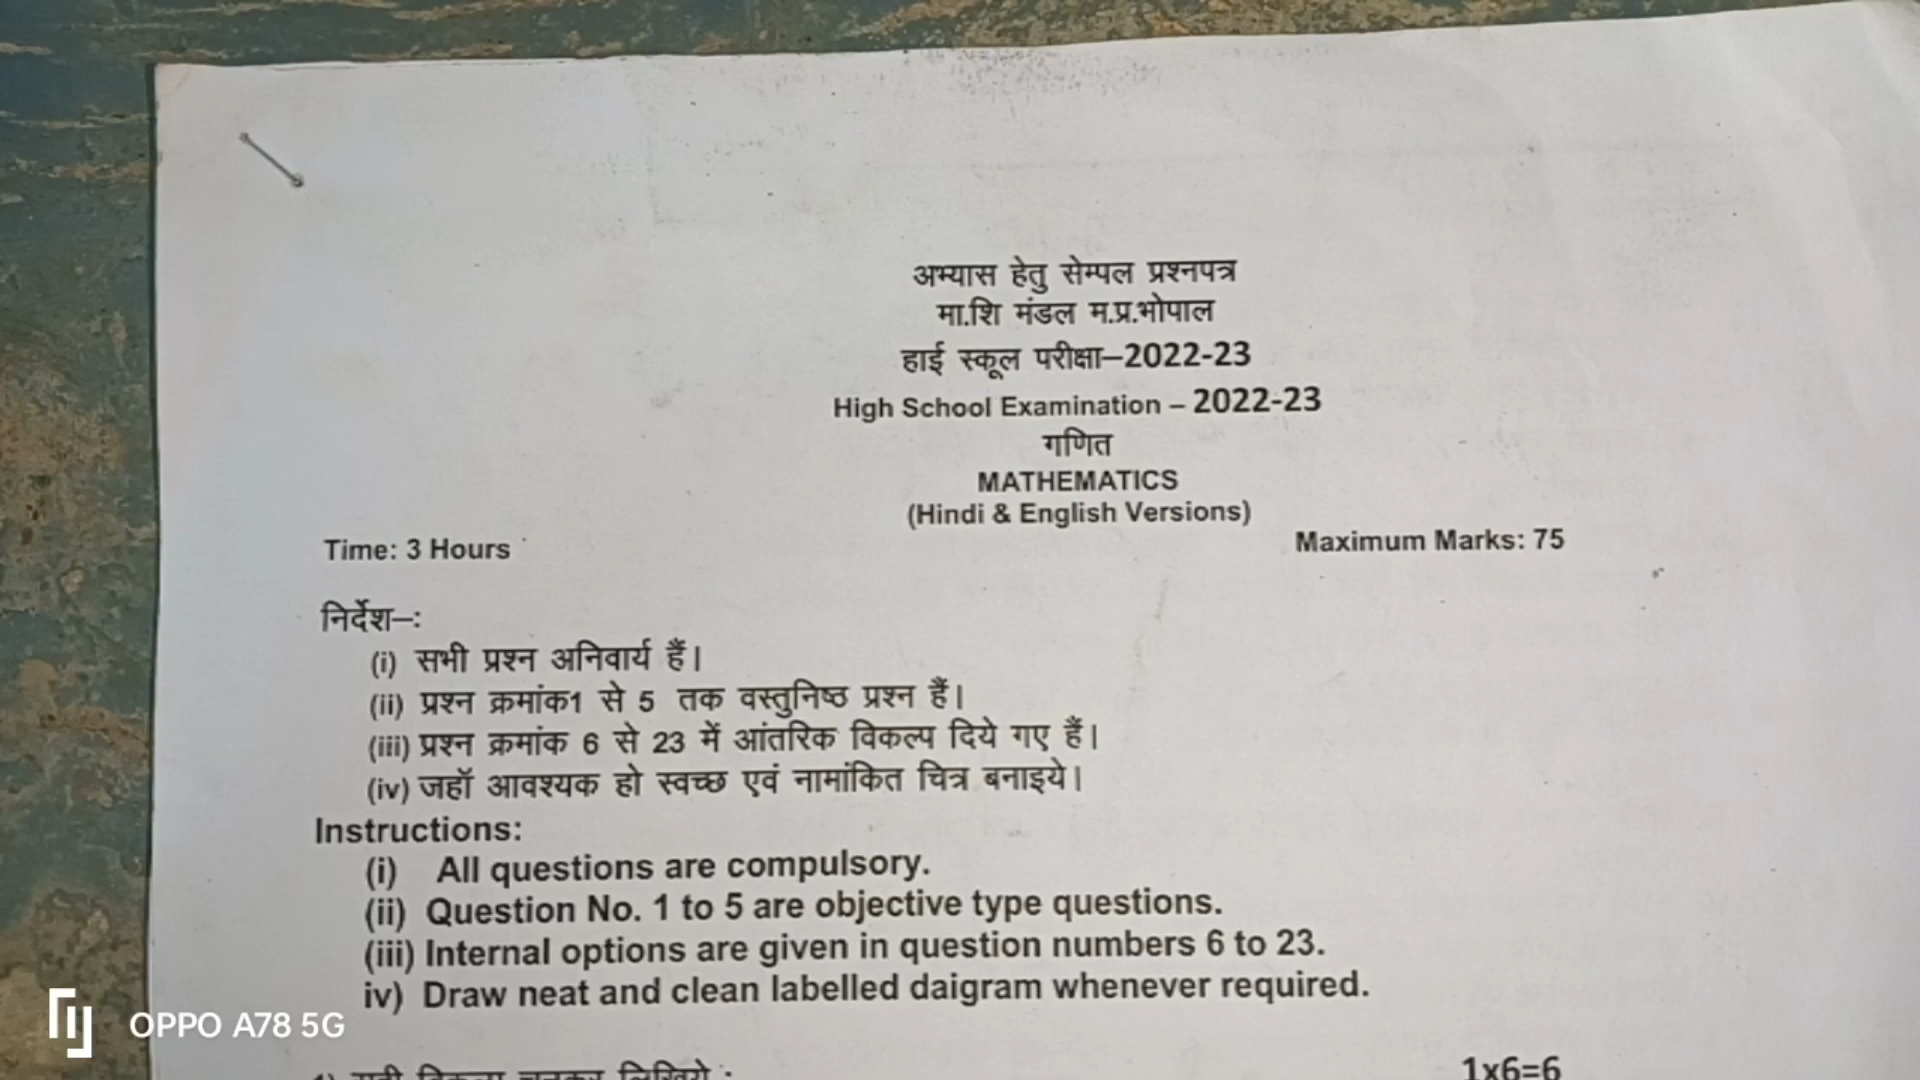 अभ्यास हेतु सेम्पल प्रश्नपत्र
मा.शि मंडल म.प्र.भोपाल
हाई स्कूल परीक्षा–2022-23
High School Examination – 2022-23
गणित
MATHEMATICS
(Hindi & English Versions)
Time: 3 Hours Maximum Marks: 75
निर्देश–:
(i) सभी प्रश्न अनिवार्य हैं।
(ii) प्रश्न क्रमांक1 से 5 तक वस्तुनिष्ठ प्रश्न हैं।
(iii) प्रश्न क्रमांक 6 से 23 में आंतरिक विकल्प दिये गए हैं।
(iv) जहॉ आवश्यक हो स्वच्छ एवं नामांकित चित्र बनाइये।
Instructions:
(i) All questions are compulsory.
(ii) Question No. 1 to 5 are objective type questions.
(iii) Internal options are given in question numbers 6 to 23.
iv) Draw neat and clean labelled daigram whenever required.
1) सही विकल्प चुनकर लिखिये : 1x6=6
OPPO A78 5G